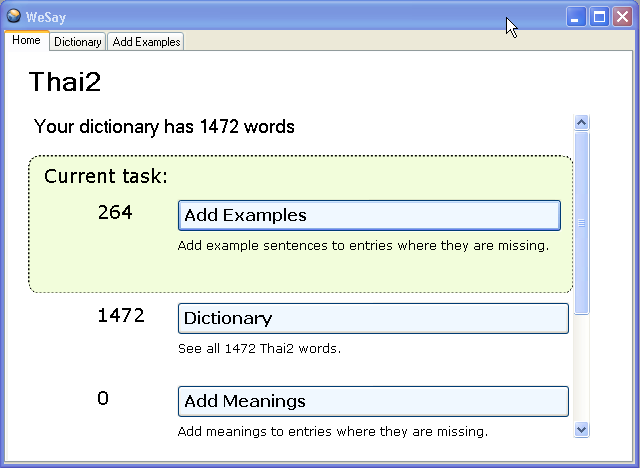 WeSay
Home Dictionary Add Examples
Thai2
Your dictionary has 1472 words
Current task:
264 Add Examples
Add example sentences to entries where they are missing.
1472 Dictionary
See all 1472 Thai2 words.
0 Add Meanings
Add meanings to entries where they are missing.